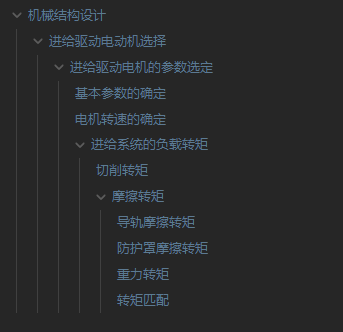 机械结构设计
进给驱动电动机选择
进给驱动电机的参数选定
基本参数的确定
电机转速的确定
进给系统的负载转矩
切削转矩
摩擦转矩
导轨摩擦转矩
防护罩摩擦转矩
重力转矩
转矩匹配